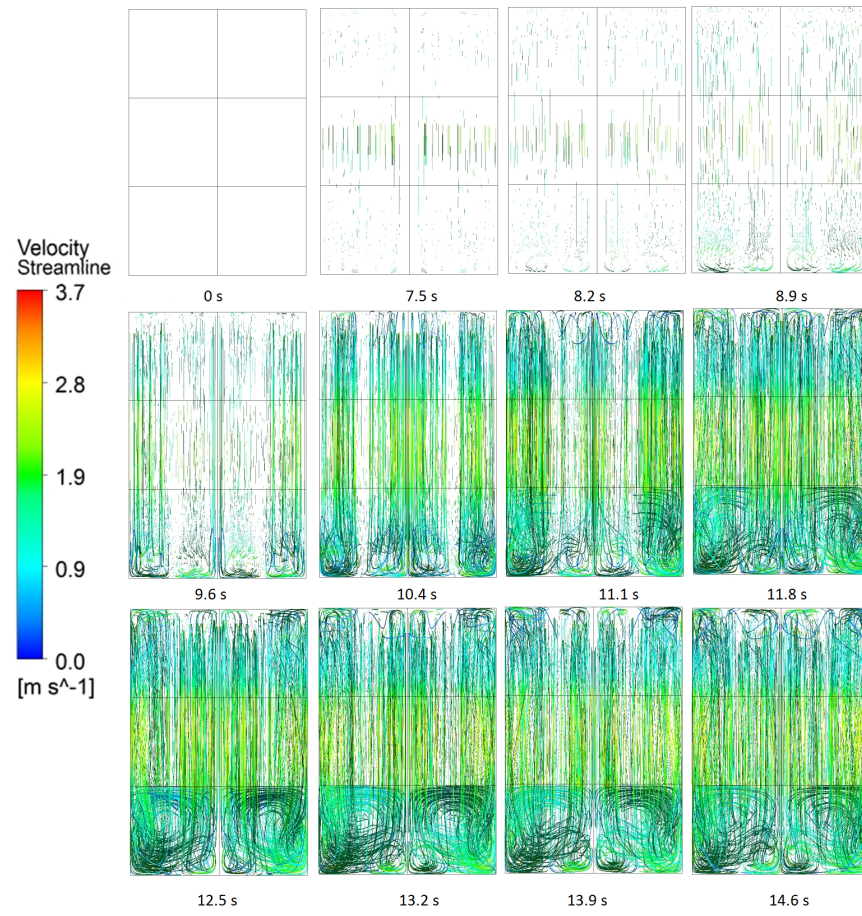 0 s
7.5 s
8.2 s
8.9 s
Velocity
Streamline
3.7
2.8
1.9
0.9
0.0
[m s^-1]
9.6 s
10.4 s
11.1 s
11.8 s
12.5 s
13.2 s
13.9 s
14.6 s